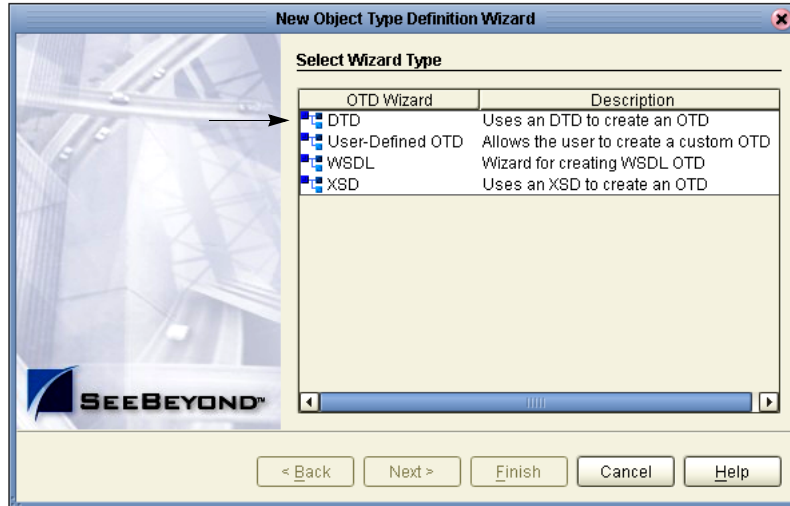 New Object Type Definition Wizard
Select Wizard Type
OTD Wizard Description
DTD Uses an DTD to create an OTD
User-Defined OTD Allows the user to create a custom OTD
WSDL Wizard for creating WSDL OTD
XSD Uses an XSD to create an OTD
SEEBEYOND™
< Back Next > Finish Cancel Help